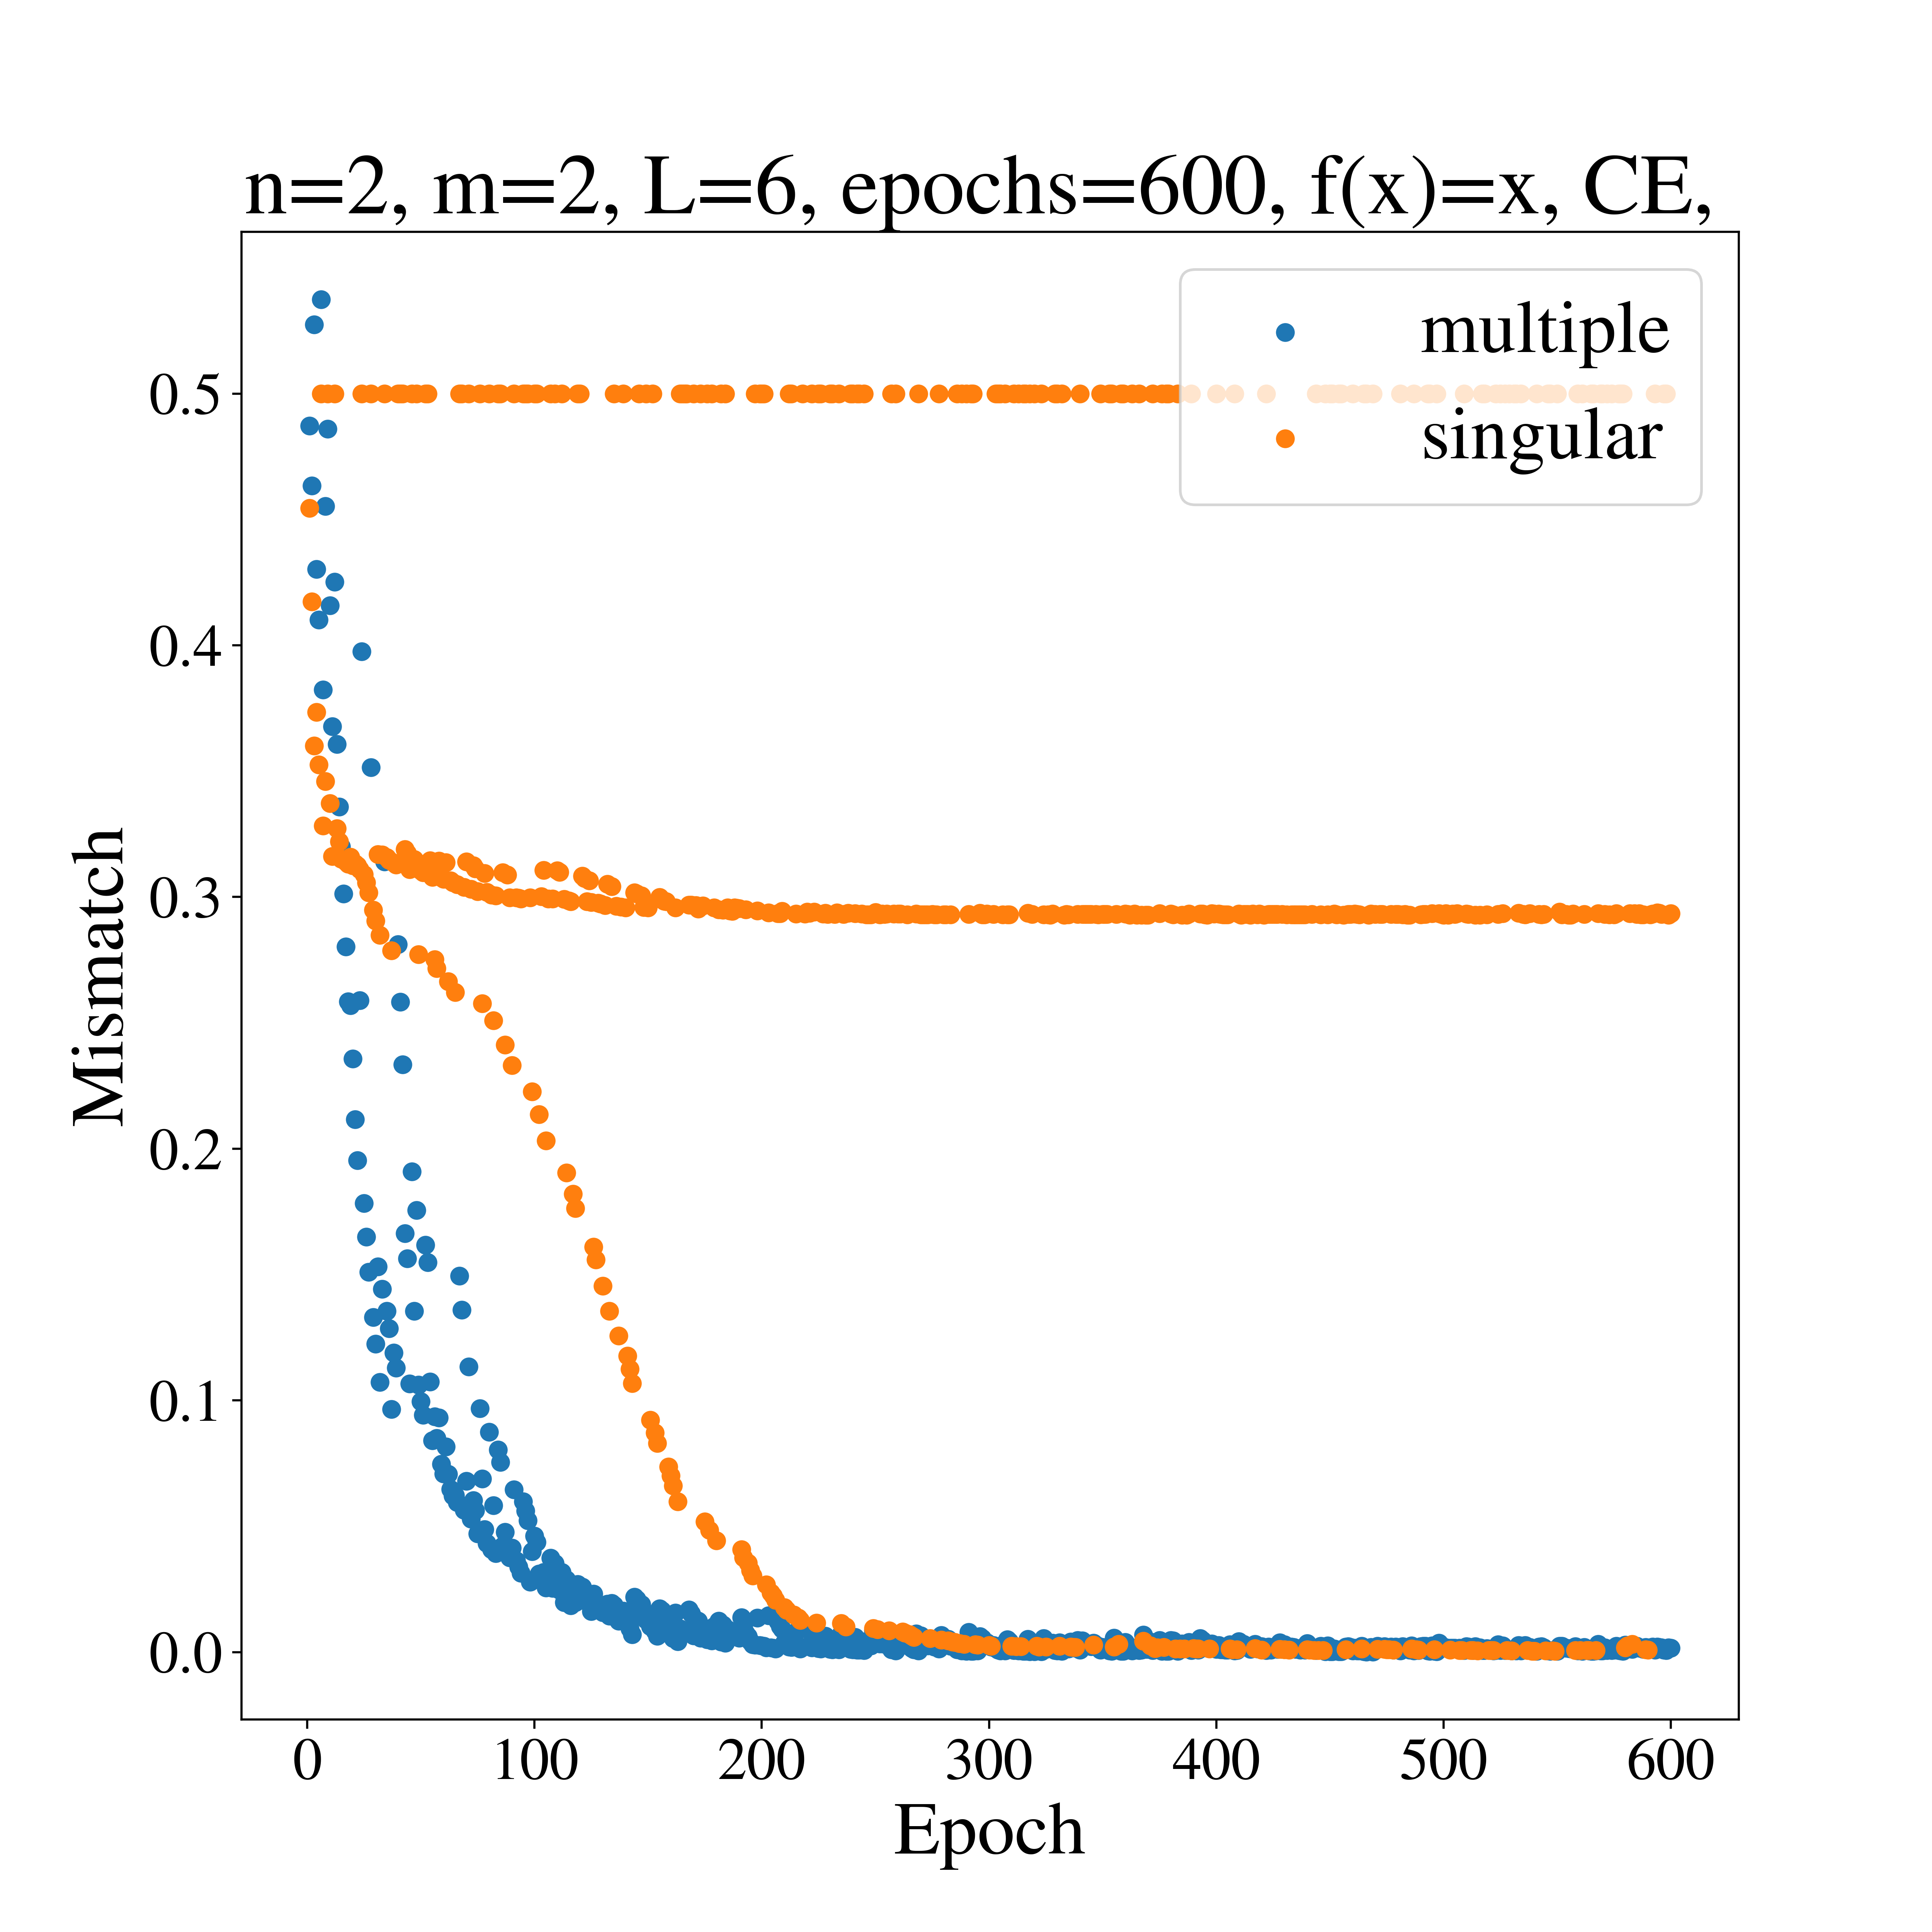 n=2, m=2, L=6, epochs=600, f(x)=x, CE,
multiple
singular
0.5
0.4
0.3
0.2
0.1
0.0
Mismatch
0 100 200 300 400 500 600
Epoch